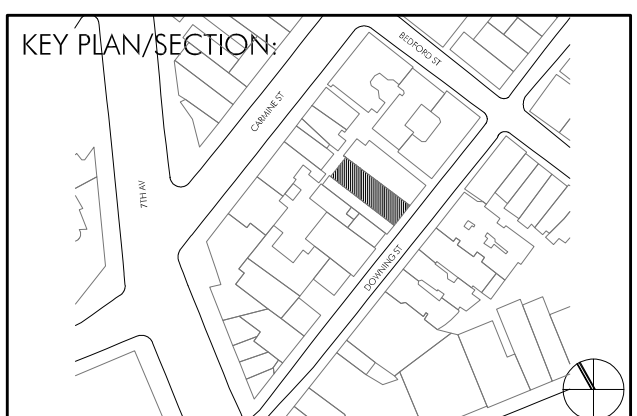 KEY PLAN/SECTION:
BEDFORD ST
CARMINE ST
7TH AV
DOWNING ST